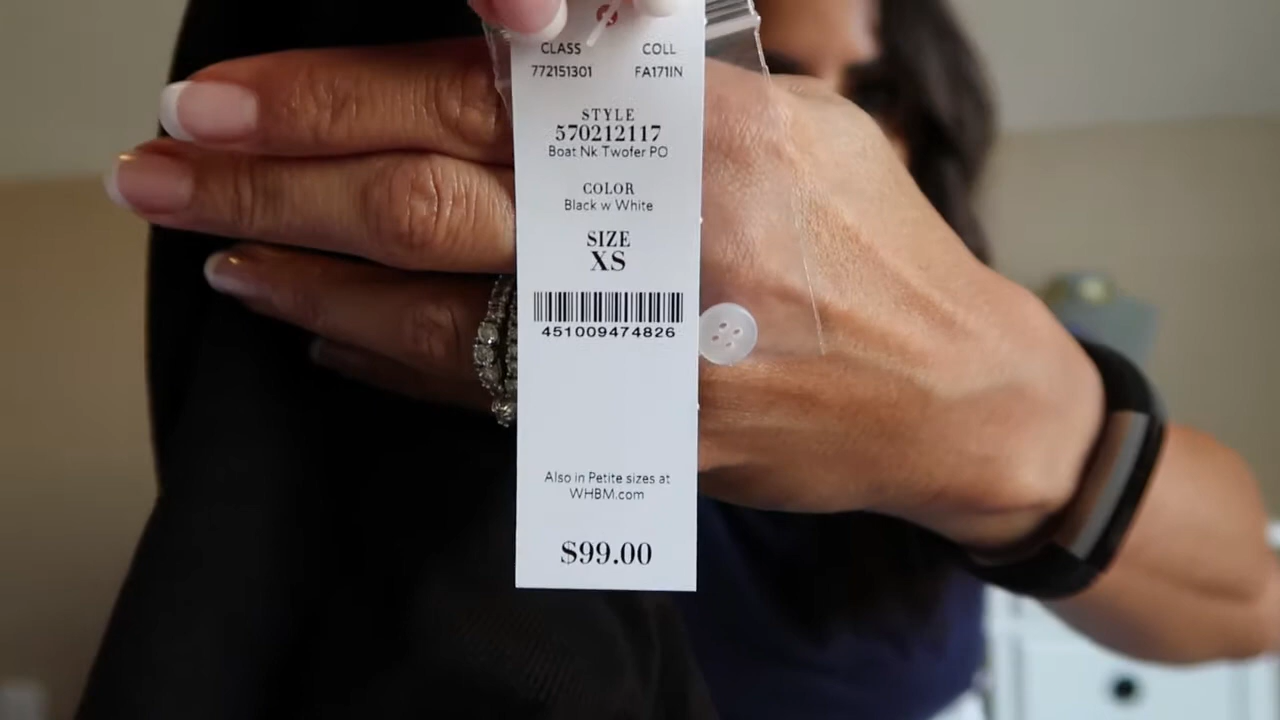 CLASS COLL
772151301 FA171IN
STYLE
570212117
Boat Nk Twofer PO
COLOR
Black w White
SIZE
XS
451009474826
Also in Petite sizes at
WHBM.com
$99.00